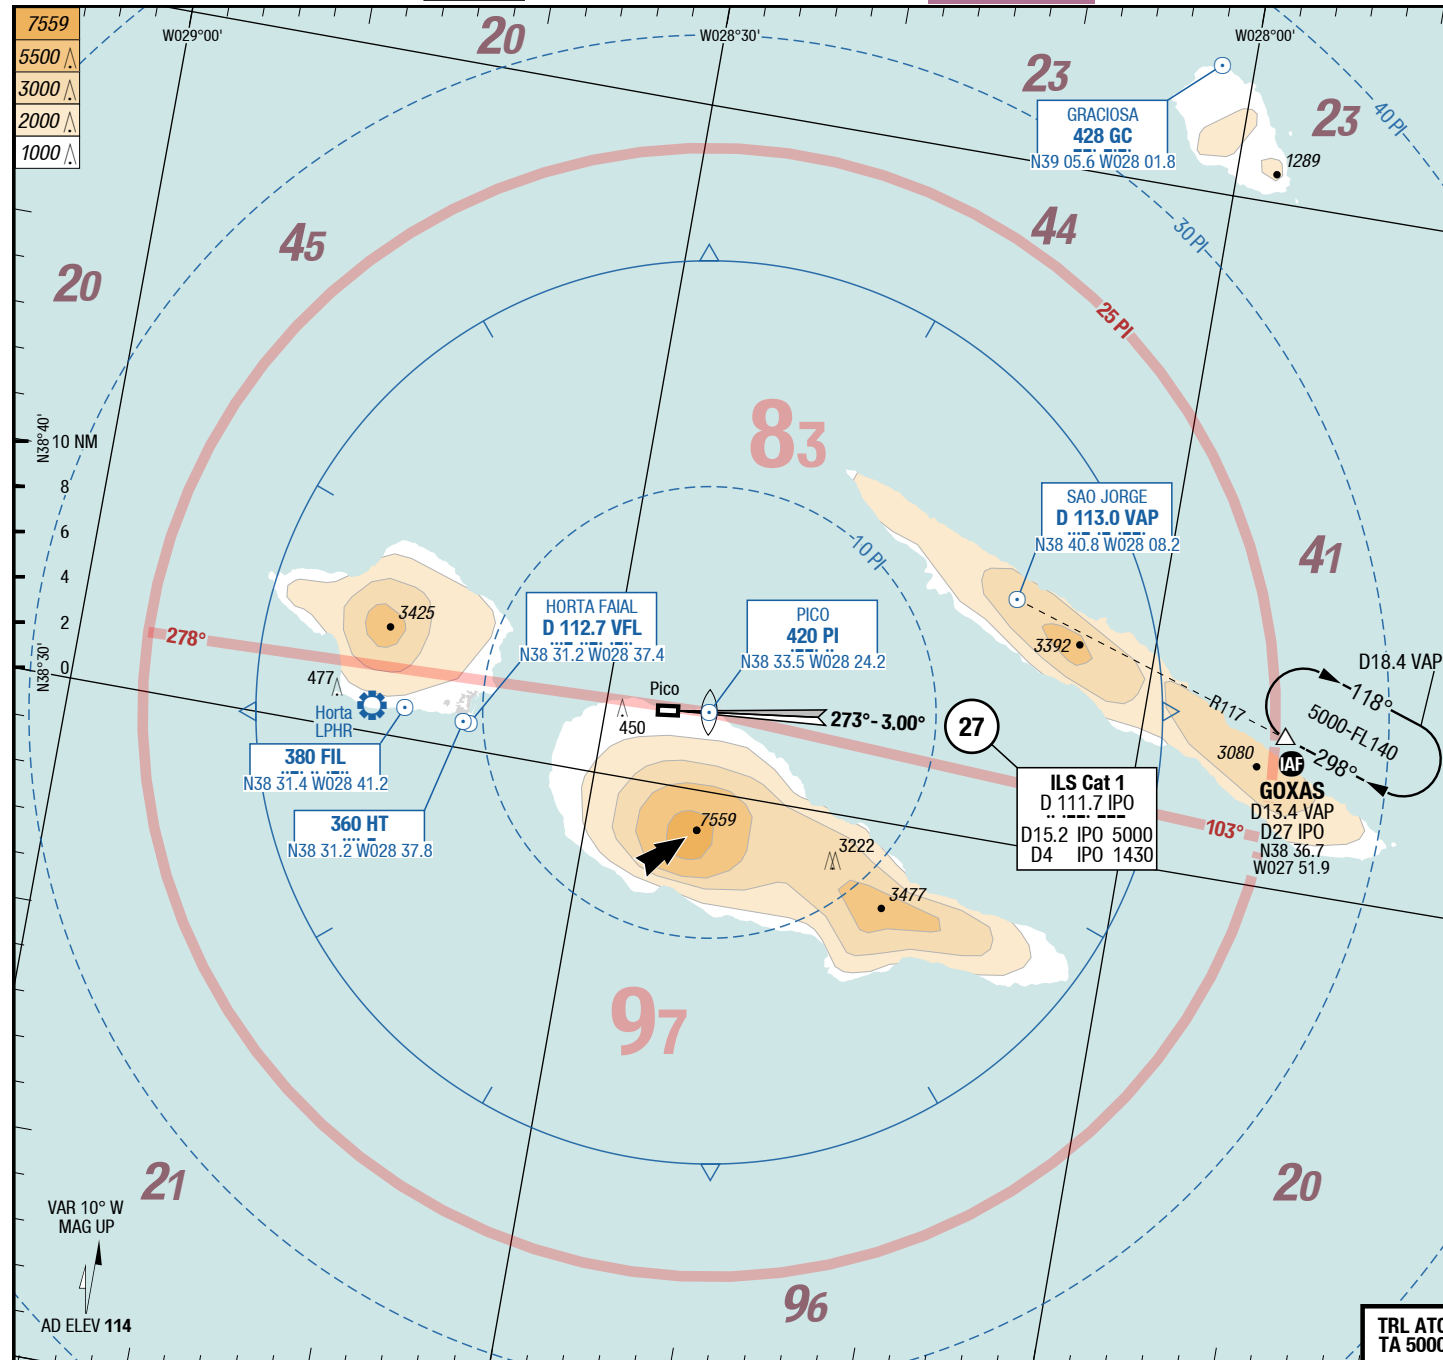 7559
5500
3000
2000
1000
W029°00'
20
W028°30'
W028°00'
23
23
40 PI
GRACIOSA
428 GC
N39 05.6 W028 01.8
1289
30 PI
45
44
20
25 PI
83
N38°40'
10 NM
8
6
4
2
0
N38°30'
SAO JORGE
D 113.0 VAP
N38 40.8 W028 08.2
41
10 PI
3425
278°
HORTA FAIAL
D 112.7 VFL
N38 31.2 W028 37.4
PICO
420 PI
N38 33.5 W028 24.2
3392
D18.4 VAP
477
Horta
LPHR
Pico
450
273°- 3.00°
27
R117
118°
5000-FL140
298°
3080
IAF
GOXAS
D13.4 VAP
D27 IPO
N38 36.7
W027 51.9
380 FIL
N38 31.4 W028 41.2
ILS Cat 1
D 111.7 IPO
D15.2 IPO 5000
D4 IPO 1430
103°
360 HT
N38 31.2 W028 37.8
7559
3222
3477
97
21
20
VAR 10° W
MAG UP
AD ELEV 114
96
TRL ATC
TA 5000